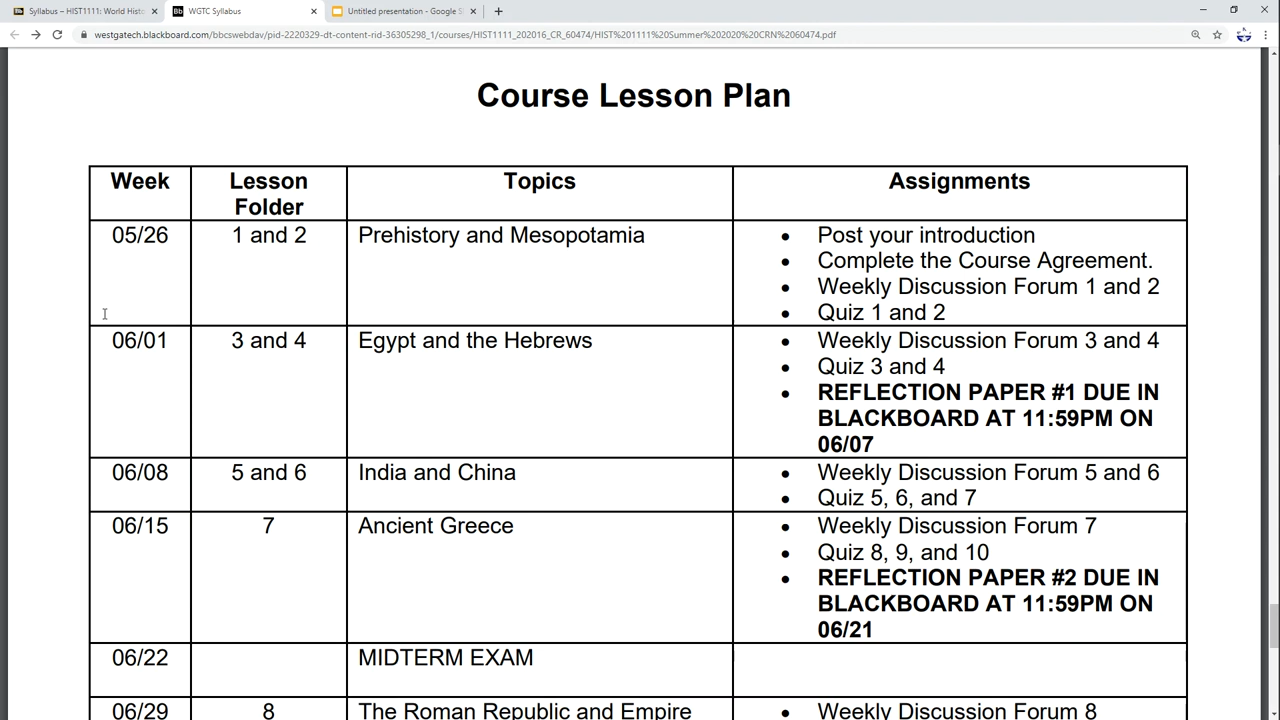 Syllabus – HIST1111: World Hist
WGTC Syllabus
Untitled presentation - Google S
westgatech.blackboard.com/bbcswebdav/pid-2220329-dt-content-rid-36305298_1/courses/HIST1111_202016_CR_60474/HIST%201111%20Summer%202020%20CRN%2060474.pdf
Course Lesson Plan
Week
Lesson
Folder
Topics
Assignments
05/26
1 and 2
Prehistory and Mesopotamia
• Post your introduction
• Complete the Course Agreement.
• Weekly Discussion Forum 1 and 2
• Quiz 1 and 2
06/01
3 and 4
Egypt and the Hebrews
• Weekly Discussion Forum 3 and 4
• Quiz 3 and 4
• REFLECTION PAPER #1 DUE IN
BLACKBOARD AT 11:59PM ON
06/07
06/08
5 and 6
India and China
• Weekly Discussion Forum 5 and 6
• Quiz 5, 6, and 7
06/15
7
Ancient Greece
• Weekly Discussion Forum 7
• Quiz 8, 9, and 10
• REFLECTION PAPER #2 DUE IN
BLACKBOARD AT 11:59PM ON
06/21
06/22
MIDTERM EXAM
06/29
8
The Roman Republic and Empire
• Weekly Discussion Forum 8